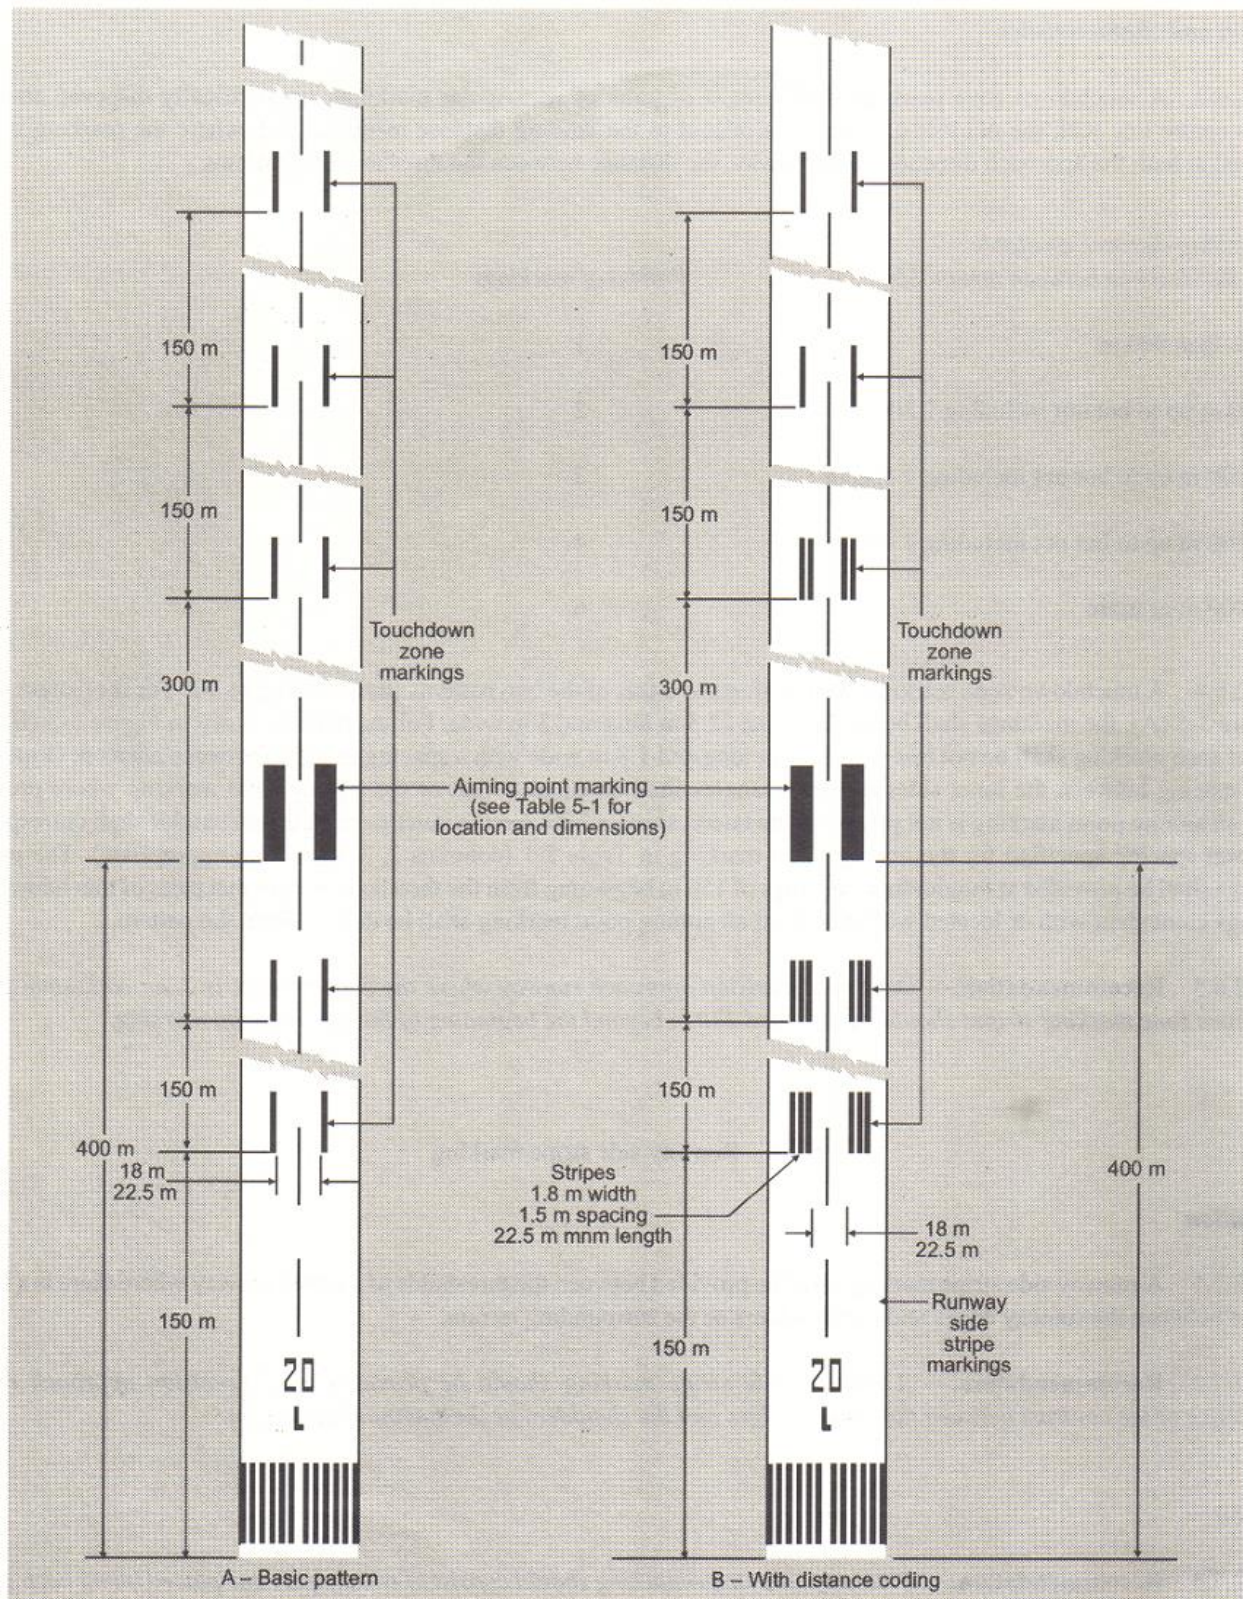 150 m
150 m
150 m
150 m
Touchdown
zone
markings
Touchdown
zone
markings
300 m
300 m
Aiming point marking
(see Table 5-1 for
location and dimensions)
150 m
150 m
400 m
18 m
22.5 m
Stripes
1.8 m width
1.5 m spacing
22.5 m mnm length
400 m
18 m
22.5 m
150 m
150 m
Runway
side
stripe
markings
20
L
20
L
A – Basic pattern
B – With distance coding